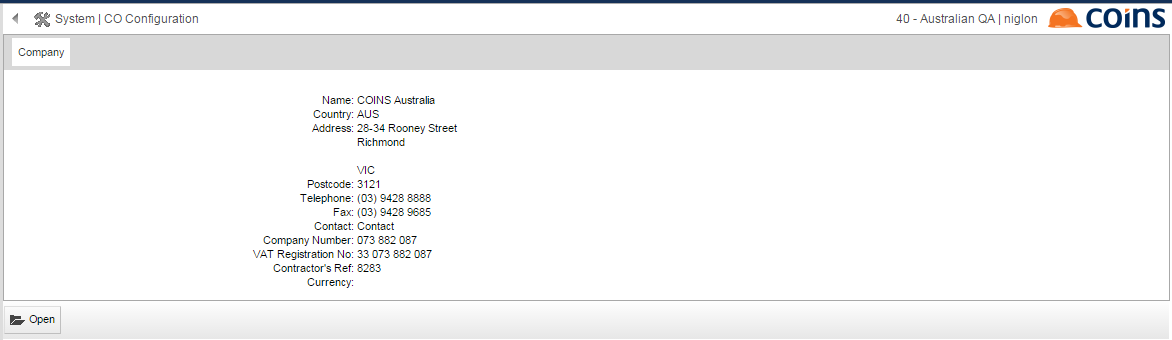 System | CO Configuration
40 - Australian QA | niglon
coins
Company
Name: COINS Australia
Country: AUS
Address: 28-34 Rooney Street
Richmond
VIC
Postcode: 3121
Telephone: (03) 9428 8888
Fax: (03) 9428 9685
Contact: Contact
Company Number: 073 882 087
VAT Registration No: 33 073 882 087
Contractor's Ref: 8283
Currency:
Open